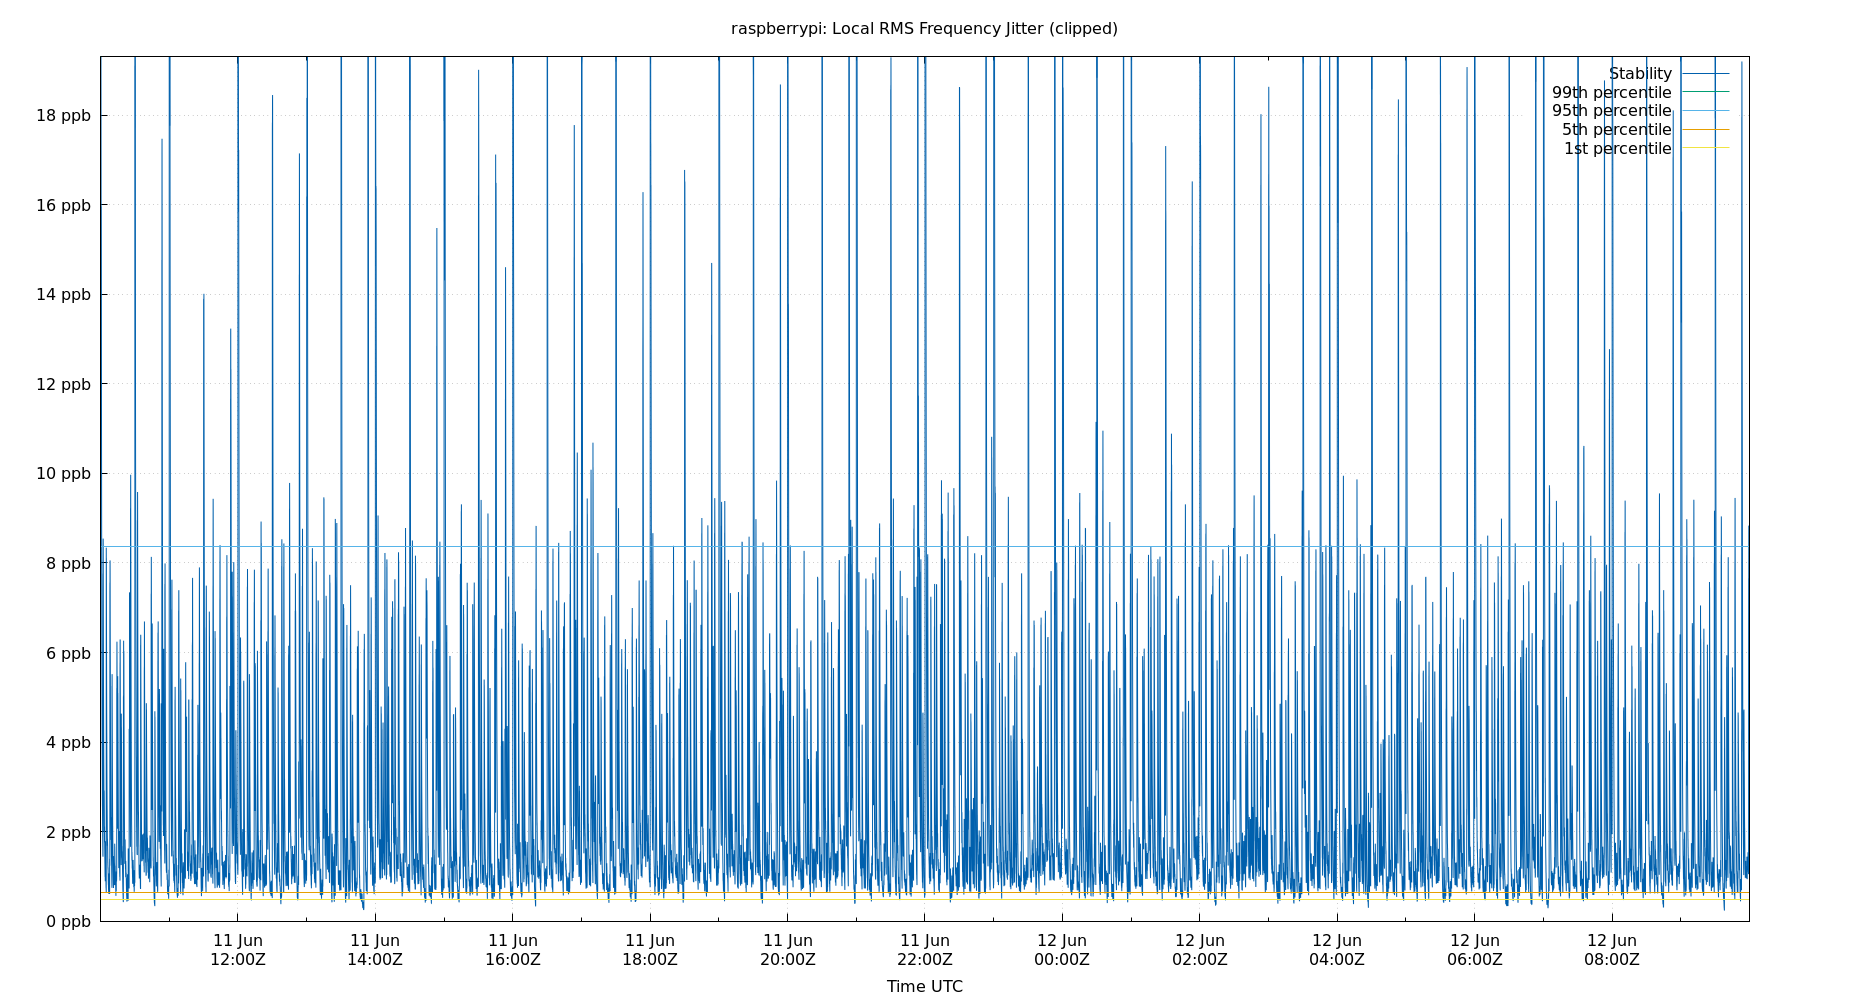 raspberrypi: Local RMS Frequency Jitter (clipped)
Stability
99th percentile
95th percentile
5th percentile
1st percentile
18 ppb
16 ppb
14 ppb
12 ppb
10 ppb
8 ppb
6 ppb
4 ppb
2 ppb
0 ppb
11 Jun 11 Jun 11 Jun 11 Jun 11 Jun 11 Jun 12 Jun 12 Jun 12 Jun 12 Jun 12 Jun
12:00Z 14:00Z 16:00Z 18:00Z 20:00Z 22:00Z 00:00Z 02:00Z 04:00Z 06:00Z 08:00Z
Time UTC